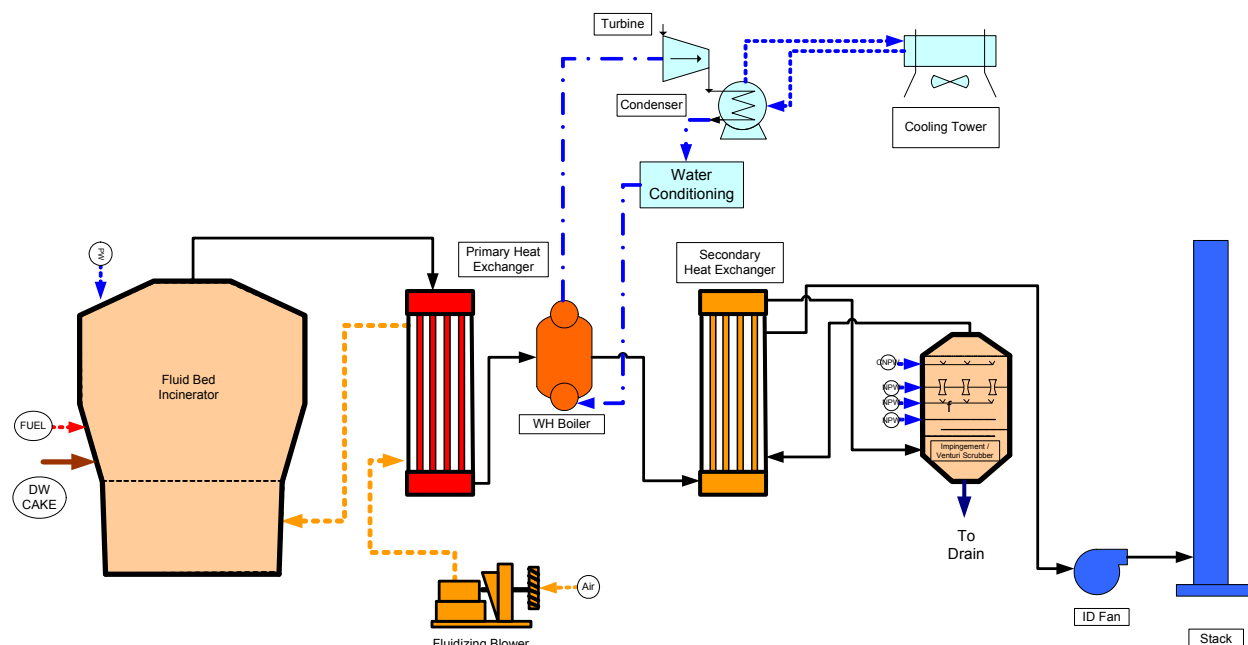 Turbine
Condenser
Cooling Tower
Water
Conditioning
PW
Primary Heat
Exchanger
Secondary
Heat Exchanger
Fluid Bed
Incinerator
FUEL
DW
CAKE
WH Boiler
CNPW
NPW
NPW
f
NPW
Impingement /
Venturi Scrubber
To
Drain
Air
Fluidizing Blower
ID Fan
Stack